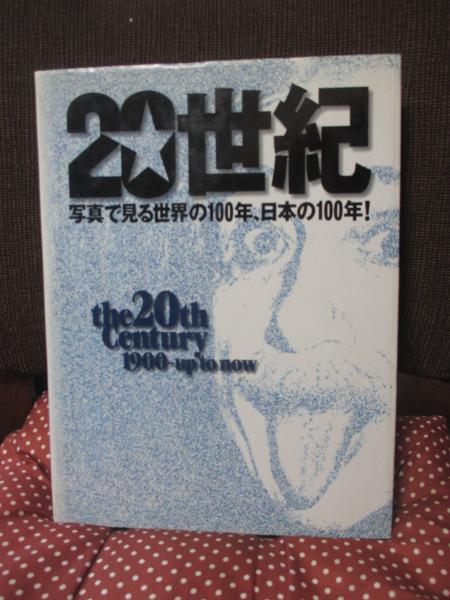 20世紀
写真で見る世界の100年、日本の100年!
the 20th
Century
1900-up to now